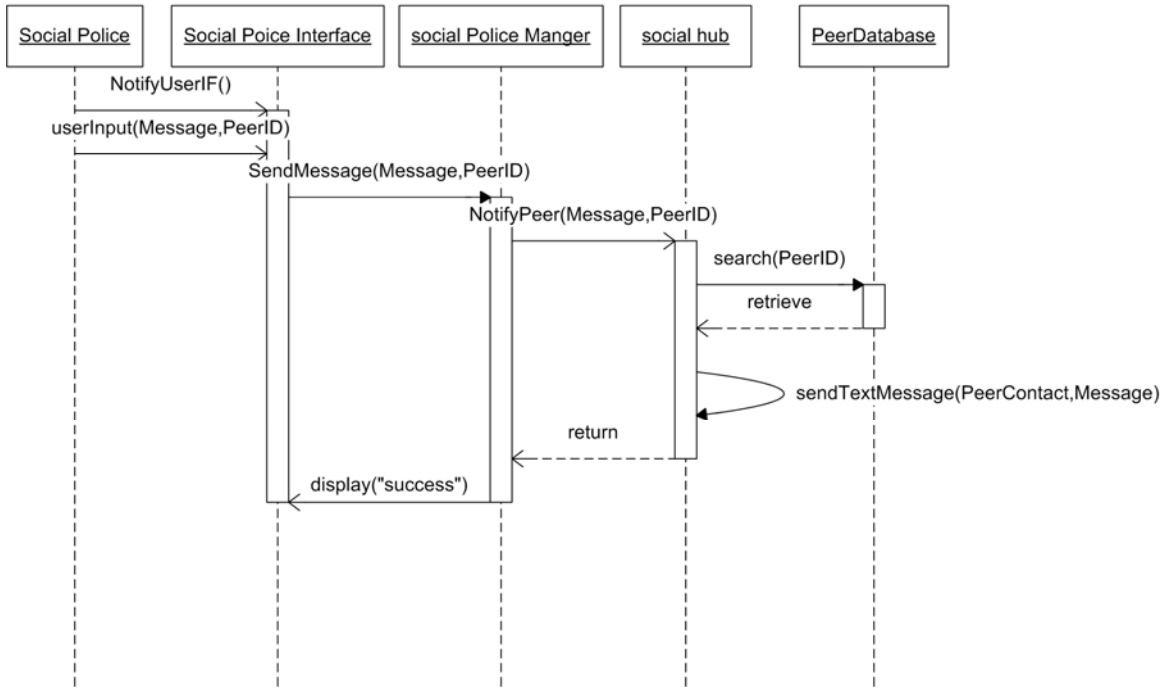 Social Police
Social Poice Interface
social Police Manger
social hub
PeerDatabase
NotifyUserIF()
userInput(Message,PeerID)
SendMessage(Message,PeerID)
NotifyPeer(Message,PeerID)
search(PeerID)
retrieve
sendTextMessage(PeerContact,Message)
return
display("success")